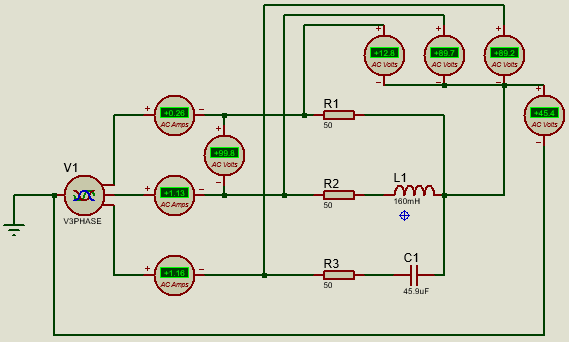 +12.8
AC Volts
+89.7
AC Volts
+89.2
AC Volts
+0.26
AC Amps
R1
50
+45.4
AC Volts
+99.8
AC Volts
V1
V3PHASE
+1.13
AC Amps
R2
50
L1
160mH
+1.16
AC Amps
R3
50
C1
45.9uF